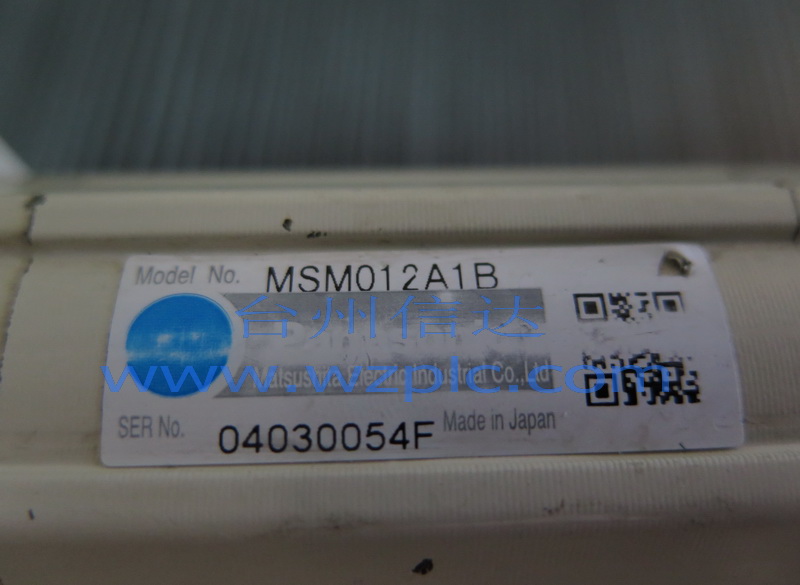 Model No. MSM012A1B
台州信达
Matsushita Electric Industrial Co.,Ltd
www.wzplc.com
SER No. 04030054F Made in Japan